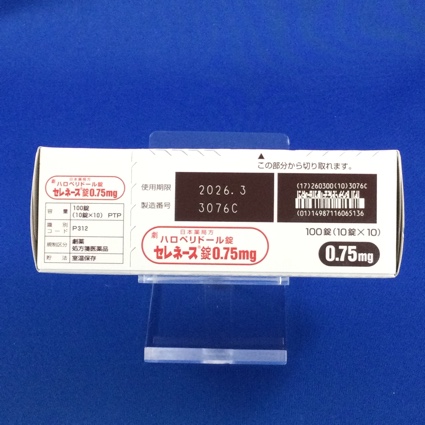 日本薬局方
ハロペリドール錠
セレネース®錠0.75mg
容量 100錠 (10錠×10) PTP
識別コード P312
規制区分 劇薬 処方箋医薬品
貯法 室温保存
▲
この部分から切り取れます。
使用期限 2026.3
製造番号 3076C
(17)260300(10)3076C
(01)14987116065136
劇 日本薬局方
ハロペリドール錠
セレネース®錠0.75mg
100錠(10錠×10)
0.75mg